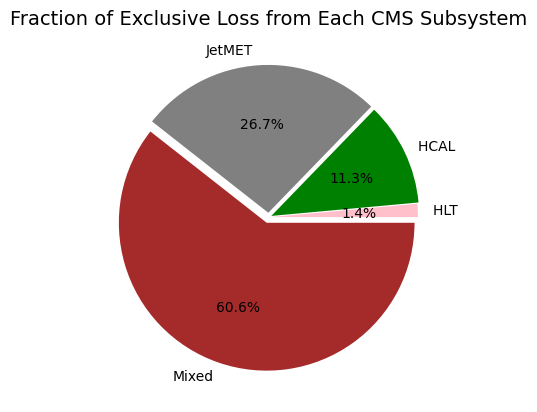 Fraction of Exclusive Loss from Each CMS Subsystem
JetMET
26.7%
HCAL
11.3%
1.4%
HLT
60.6%
Mixed